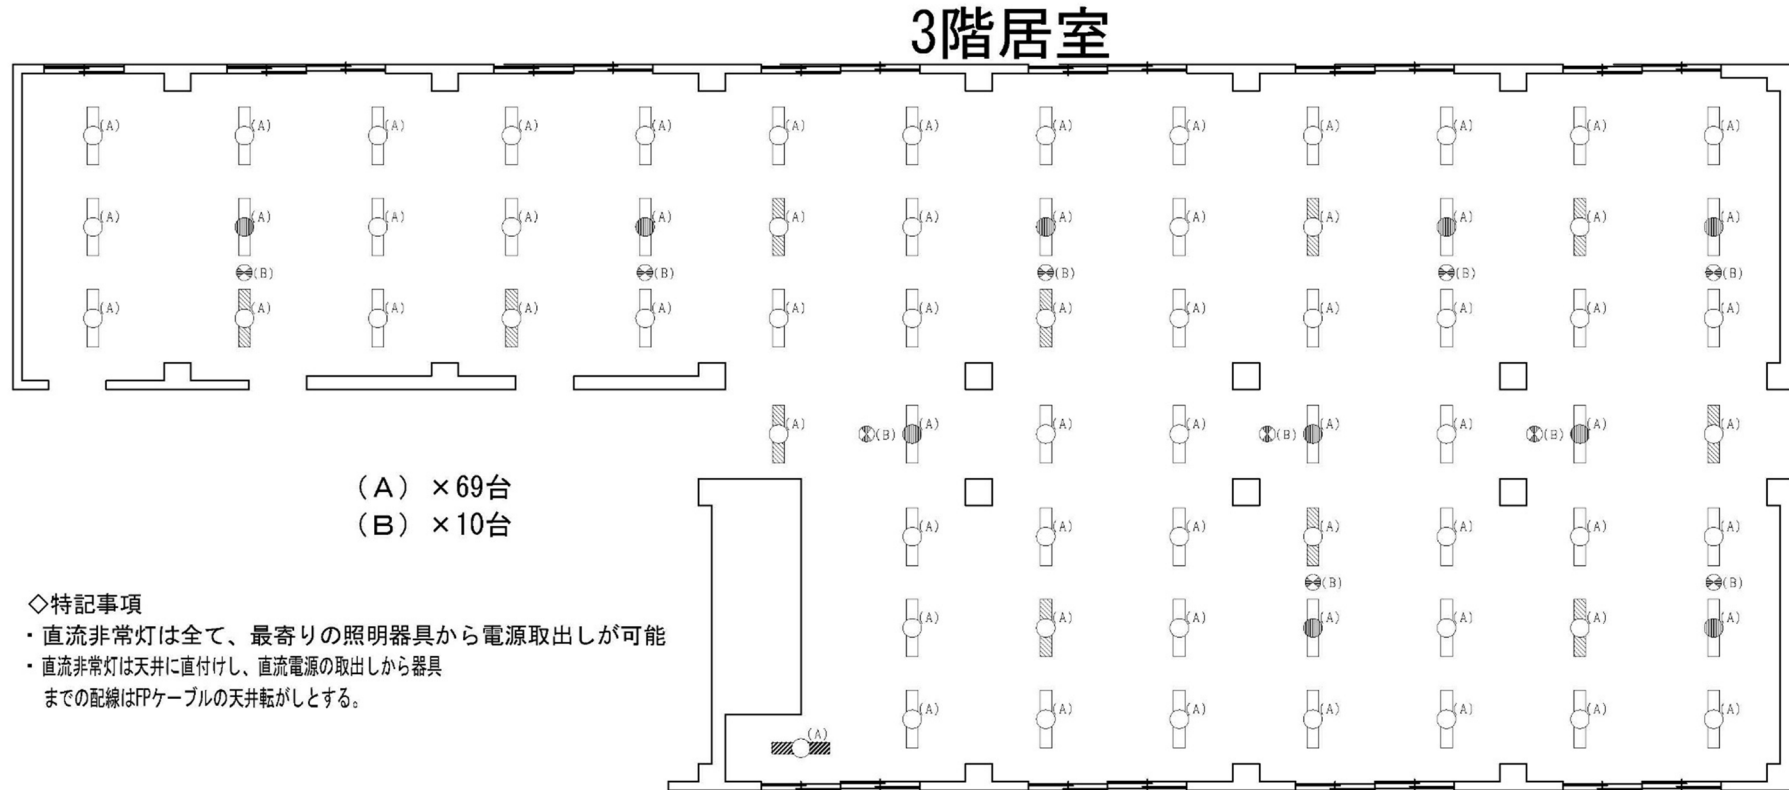 3階居室
(A) (A) (A) (A) (A) (A) (A) (A) (A) (A) (A) (A) (A)
(A) (A) (A) (A) (A) (A) (A) (A) (A) (A) (A) (A) (A)
(B) (B) (B) (B) (B)
(A) (A) (A) (A) (A) (A) (A) (A) (A) (A) (A) (A) (A)
(A) (B) (A) (A) (A) (B) (A) (A) (B) (A) (A)
（A）×69台
（B）×10台
(A) (A) (A) (A) (A) (A) (A)
(B) (B)
(A) (A) (A) (A) (A) (A) (A)
(A) (A) (A) (A) (A) (A) (A)
(A)
◇特記事項
・直流非常灯は全て、最寄りの照明器具から電源取出しが可能
・直流非常灯は天井に直付けし、直流電源の取出しから器具
までの配線はFPケーブルの天井転がしとする。